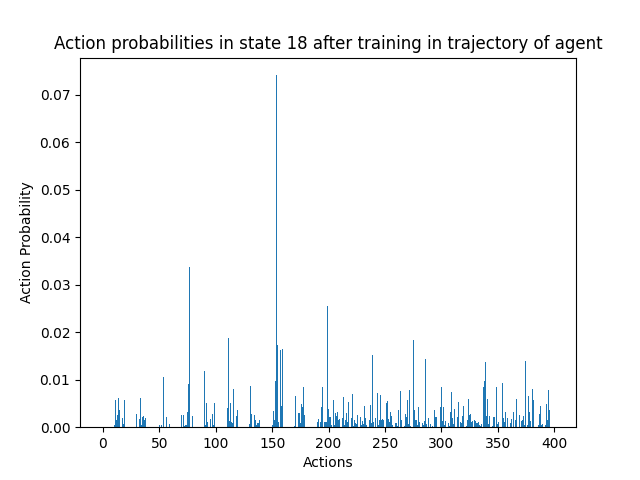 Action probabilities in state 18 after training in trajectory of agent
0.07
0.06
0.05
0.04
0.03
0.02
0.01
0.00
Action Probability
0 50 100 150 200 250 300 350 400
Actions